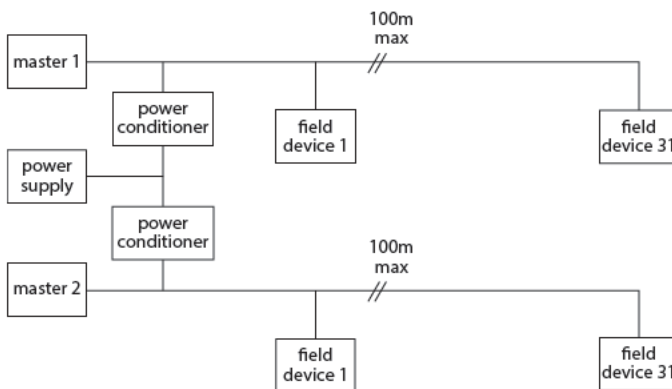 100m
max
master 1
power
conditioner
field
device 1
field
device 31
power
supply
power
conditioner
100m
max
master 2
field
device 1
field
device 31